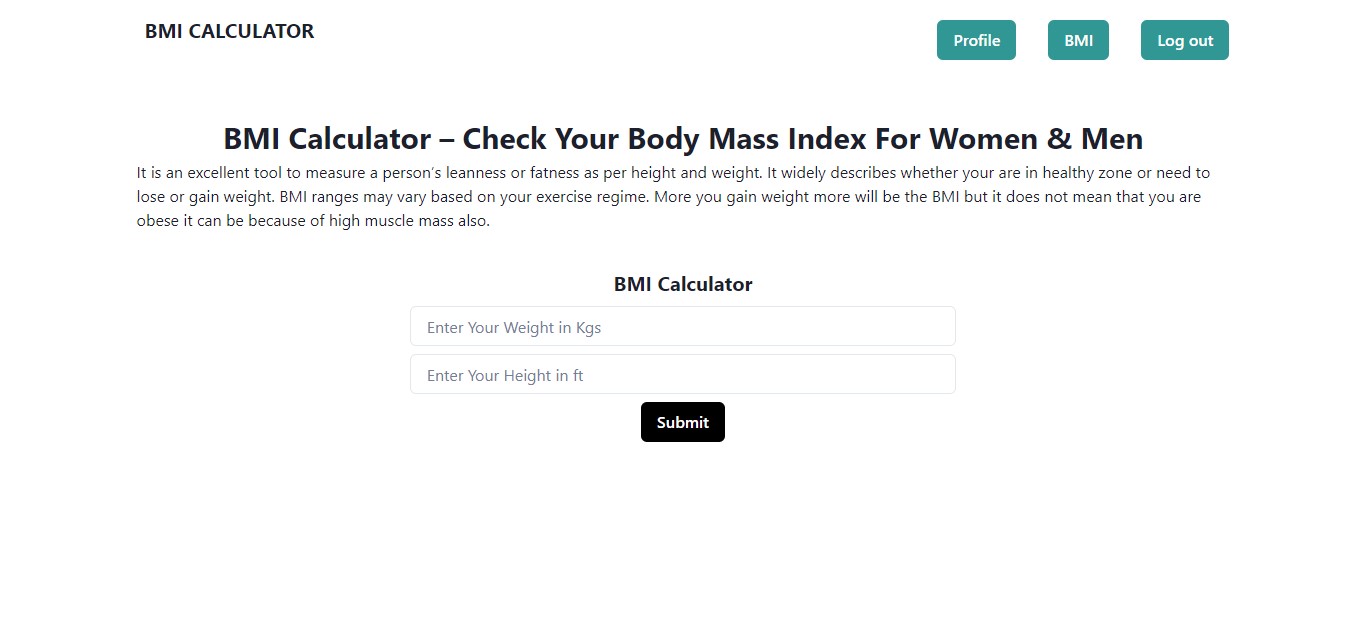 BMI CALCULATOR
Profile
BMI
Log out
BMI Calculator – Check Your Body Mass Index For Women & Men
It is an excellent tool to measure a person’s leanness or fatness as per height and weight. It widely describes whether your are in healthy zone or need to
lose or gain weight. BMI ranges may vary based on your exercise regime. More you gain weight more will be the BMI but it does not mean that you are
obese it can be because of high muscle mass also.
BMI Calculator
Enter Your Weight in Kgs
Enter Your Height in ft
Submit